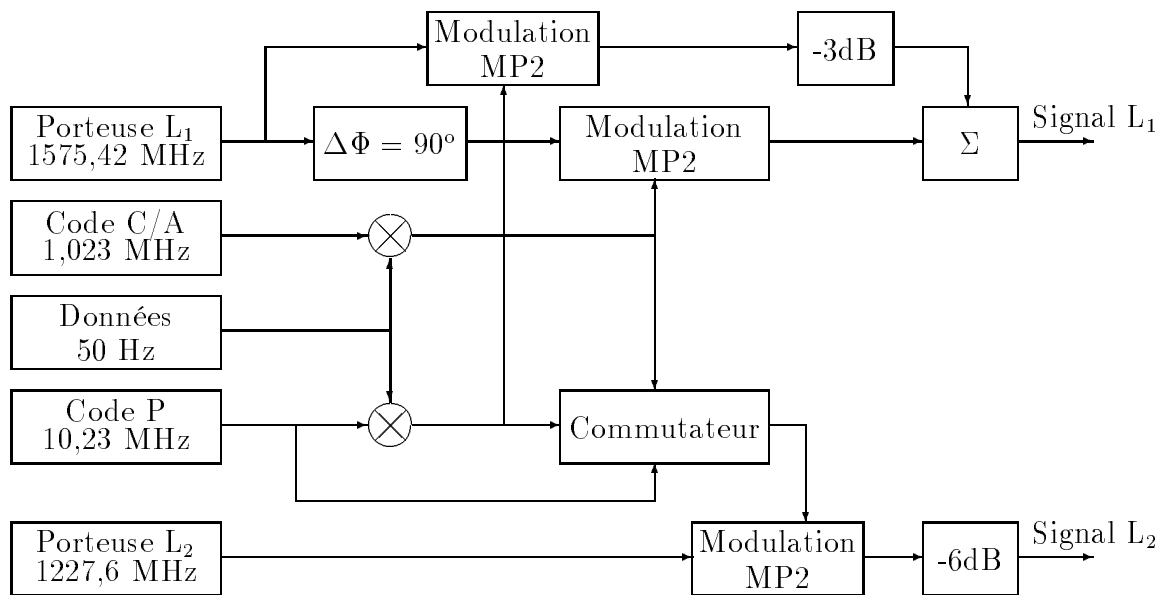 Modulation
MP2
-3dB
Porteuse L₁
1575,42 MHz
ΔΦ = 90°
Modulation
MP2
Σ
Signal L₁
Code C/A
1,023 MHz
Données
50 Hz
Code P
10,23 MHz
Commutateur
Porteuse L₂
1227,6 MHz
Modulation
MP2
-6dB
Signal L₂